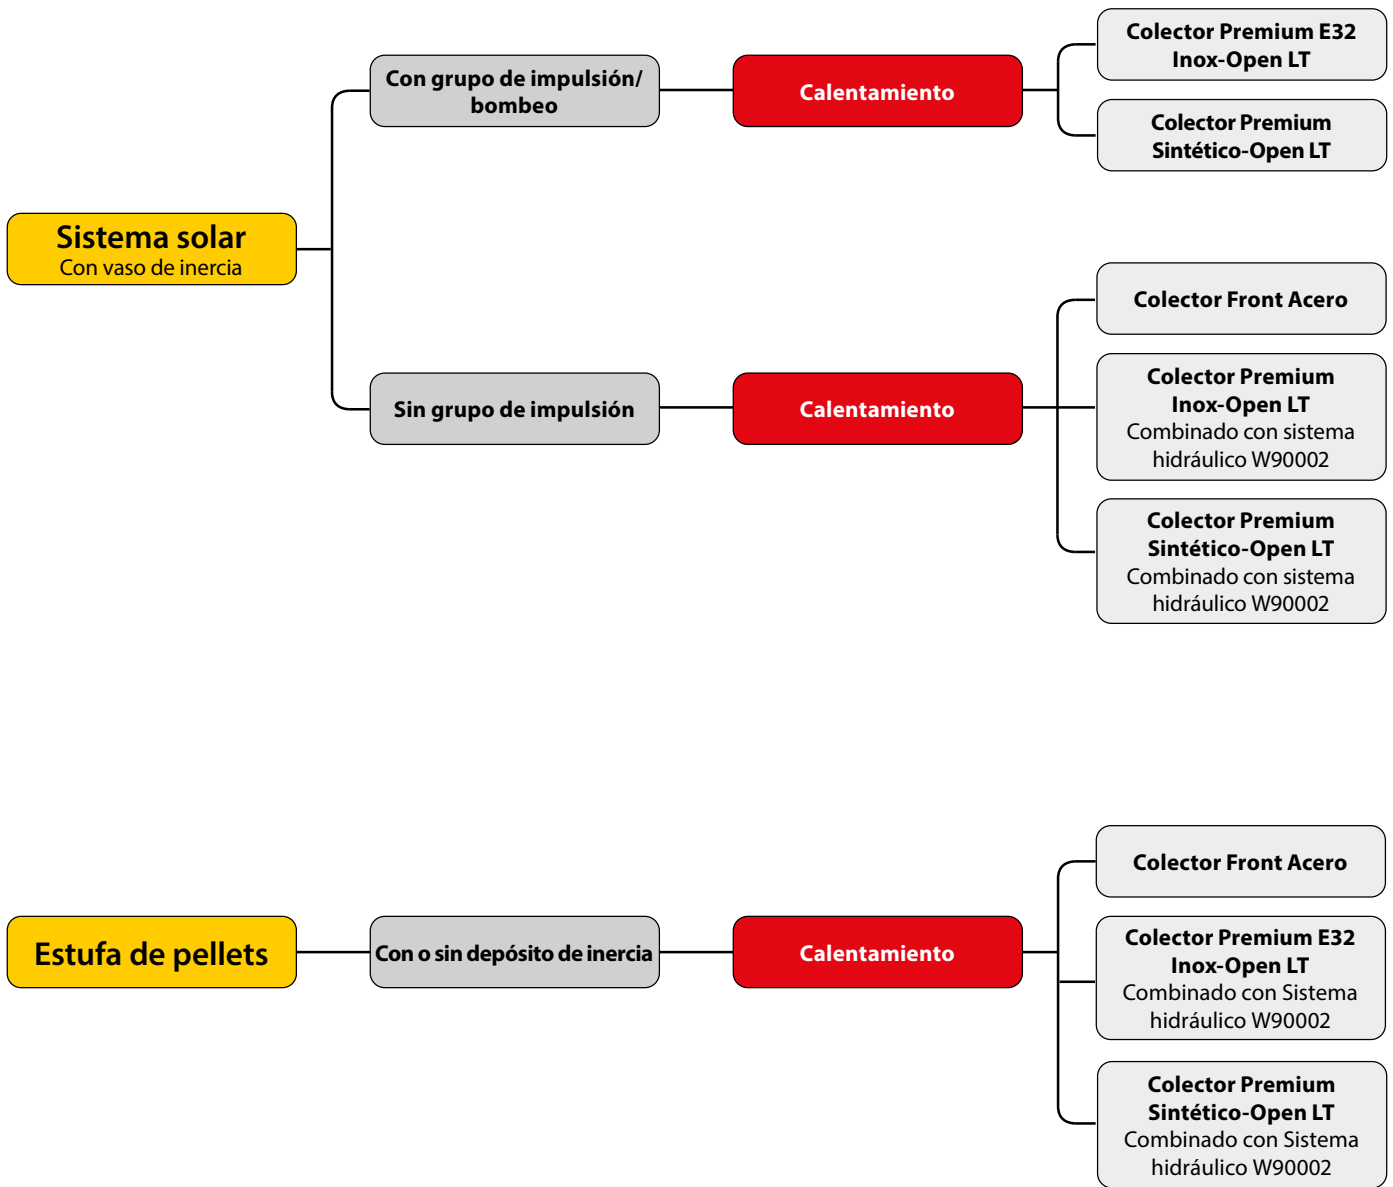 Sistema solar
Con vaso de inercia
Con grupo de impulsión/
bombeo
Calentamiento
Colector Premium E32
Inox-Open LT
Colector Premium
Sintético-Open LT
Sin grupo de impulsión
Calentamiento
Colector Front Acero
Colector Premium
Inox-Open LT
Combinado con sistema
hidráulico W90002
Colector Premium
Sintético-Open LT
Combinado con sistema
hidráulico W90002
Estufa de pellets
Con o sin depósito de inercia
Calentamiento
Colector Front Acero
Colector Premium E32
Inox-Open LT
Combinado con Sistema
hidráulico W90002
Colector Premium
Sintético-Open LT
Combinado con Sistema
hidráulico W90002